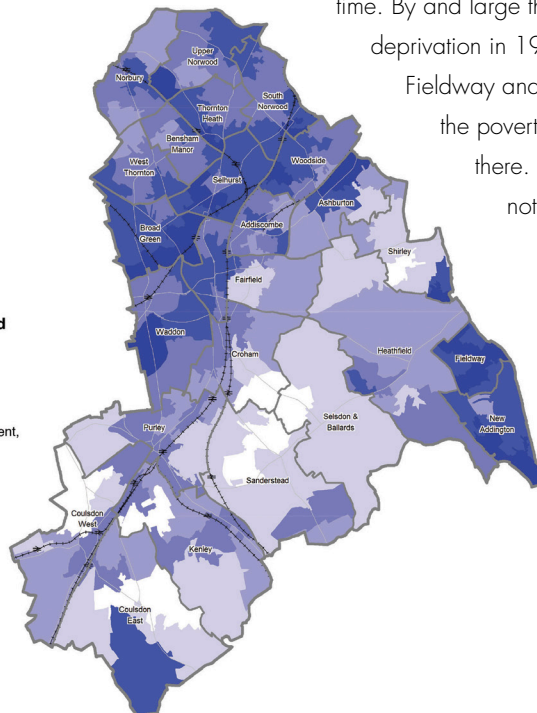 time. By and large th
deprivation in 19
Fieldway and
the povert
there.
not
d
ent,
Upper
Norwood
Norbury
South
Norwood
Thornton
Heath
Bensham
Manor
West
Thornton
Woodside
Selhurst
Ashburton
Broad
Green
Addiscombe
Shirley
Fairfield
Waddon
Croham
Heathfield
Fieldway
New
Addington
Selsdon &
Ballards
Purley
Sanderstead
Coulsdon
West
Kenley
Coulsdon
East